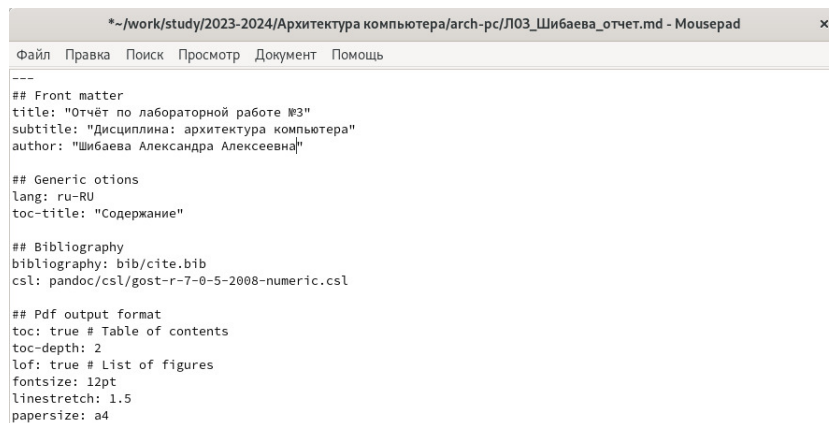 *~/work/study/2023-2024/Архитектура компьютера/arch-pc/Л03_Шибаева_отчет.md - Mousepad
Файл Правка Поиск Просмотр Документ Помощь
---
## Front matter
title: "Отчёт по лабораторной работе №3"
subtitle: "Дисциплина: архитектура компьютера"
author: "Шибаева Александра Алексеевна"

## Generic otions
lang: ru-RU
toc-title: "Содержание"

## Bibliography
bibliography: bib/cite.bib
csl: pandoc/csl/gost-r-7-0-5-2008-numeric.csl

## Pdf output format
toc: true # Table of contents
toc-depth: 2
lof: true # List of figures
fontsize: 12pt
linestretch: 1.5
papersize: a4